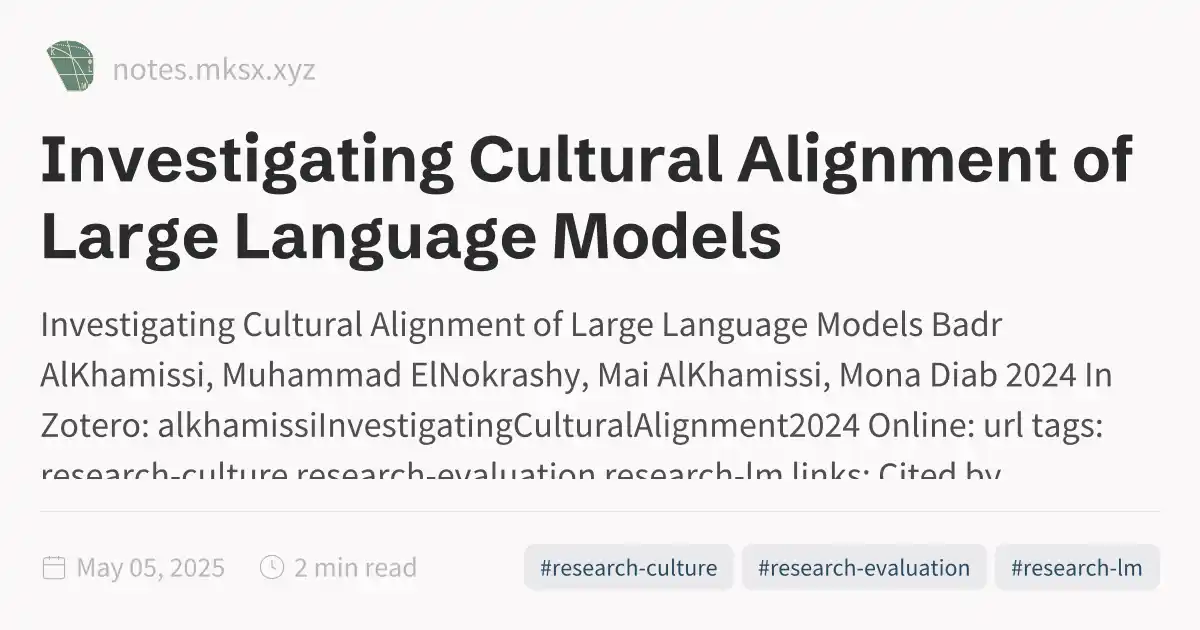 notes.mksx.xyz
Investigating Cultural Alignment of
Large Language Models
Investigating Cultural Alignment of Large Language Models Badr
AlKhamissi, Muhammad ElNokrashy, Mai AlKhamissi, Mona Diab 2024 In
Zotero: alkhamissiInvestigatingCulturalAlignment2024 Online: url tags:
research-culture research-evaluation research-lm links: Cited by
May 05, 2025
2 min read
#research-culture
#research-evaluation
#research-lm